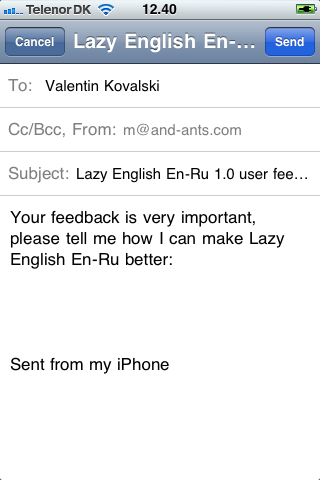 Telenor DK 12.40
Cancel Lazy English En-... Send
To: Valentin Kovalski
Cc/Bcc, From: m@and-ants.com
Subject: Lazy English En-Ru 1.0 user fee...
Your feedback is very important,
please tell me how I can make Lazy
English En-Ru better:
Sent from my iPhone